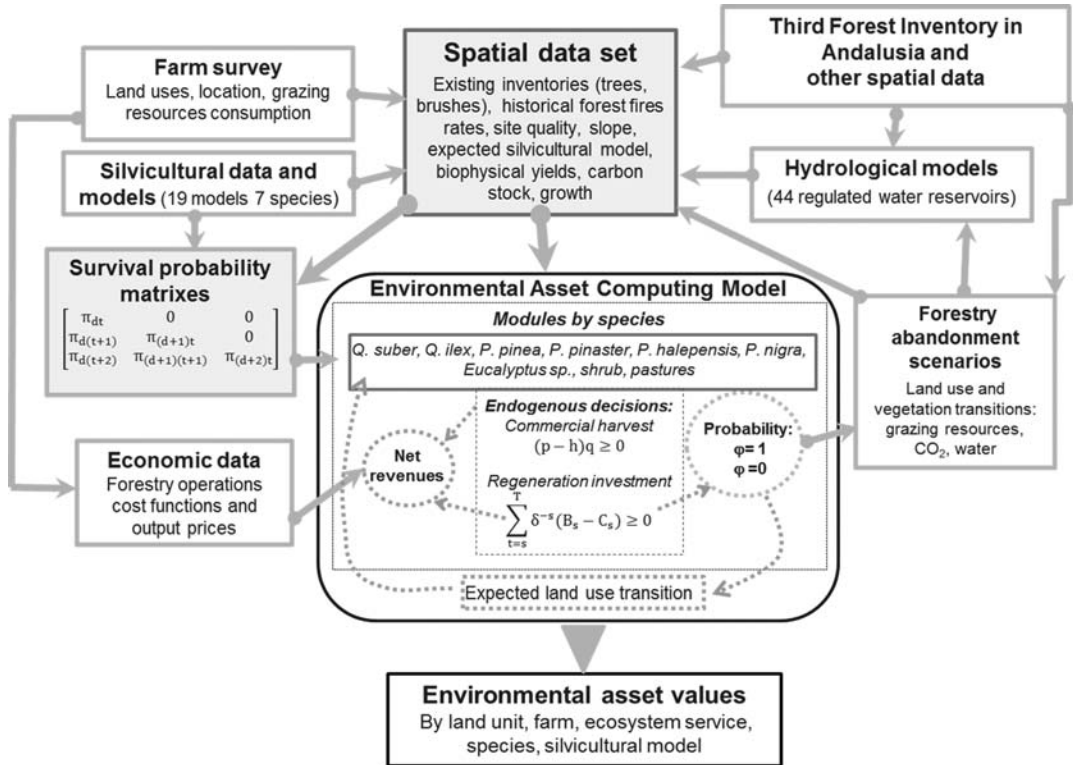 Farm survey
Land uses, location, grazing
resources consumption
Spatial data set
Existing inventories (trees,
brushes), historical forest fires
rates, site quality, slope,
expected silvicultural model,
biophysical yields, carbon
stock, growth
Third Forest Inventory in
Andalusia and
other spatial data
Silvicultural data and
models (19 models 7 species)
Hydrological models
(44 regulated water reservoirs)
Survival probability
matrixes
π_dt 0 0
π_d(t+1) π_(d+1)t 0
π_d(t+2) π_(d+1)(t+1) π_(d+2)t
Environmental Asset Computing Model
Modules by species
Q. suber, Q. ilex, P. pinea, P. pinaster, P. halepensis, P. nigra,
Eucalyptus sp., shrub, pastures
Endogenous decisions:
Commercial harvest
(p − h)q ≥ 0
Regeneration investment
T
∑ δ^−s (B_s − C_s) ≥ 0
t=s
Net
revenues
Probability:
φ= 1
φ=0
Expected land use transition
Forestry
abandonment
scenarios
Land use and
vegetation transitions:
grazing resources,
CO₂, water
Economic data
Forestry operations
cost functions and
output prices
Environmental asset values
By land unit, farm, ecosystem service,
species, silvicultural model